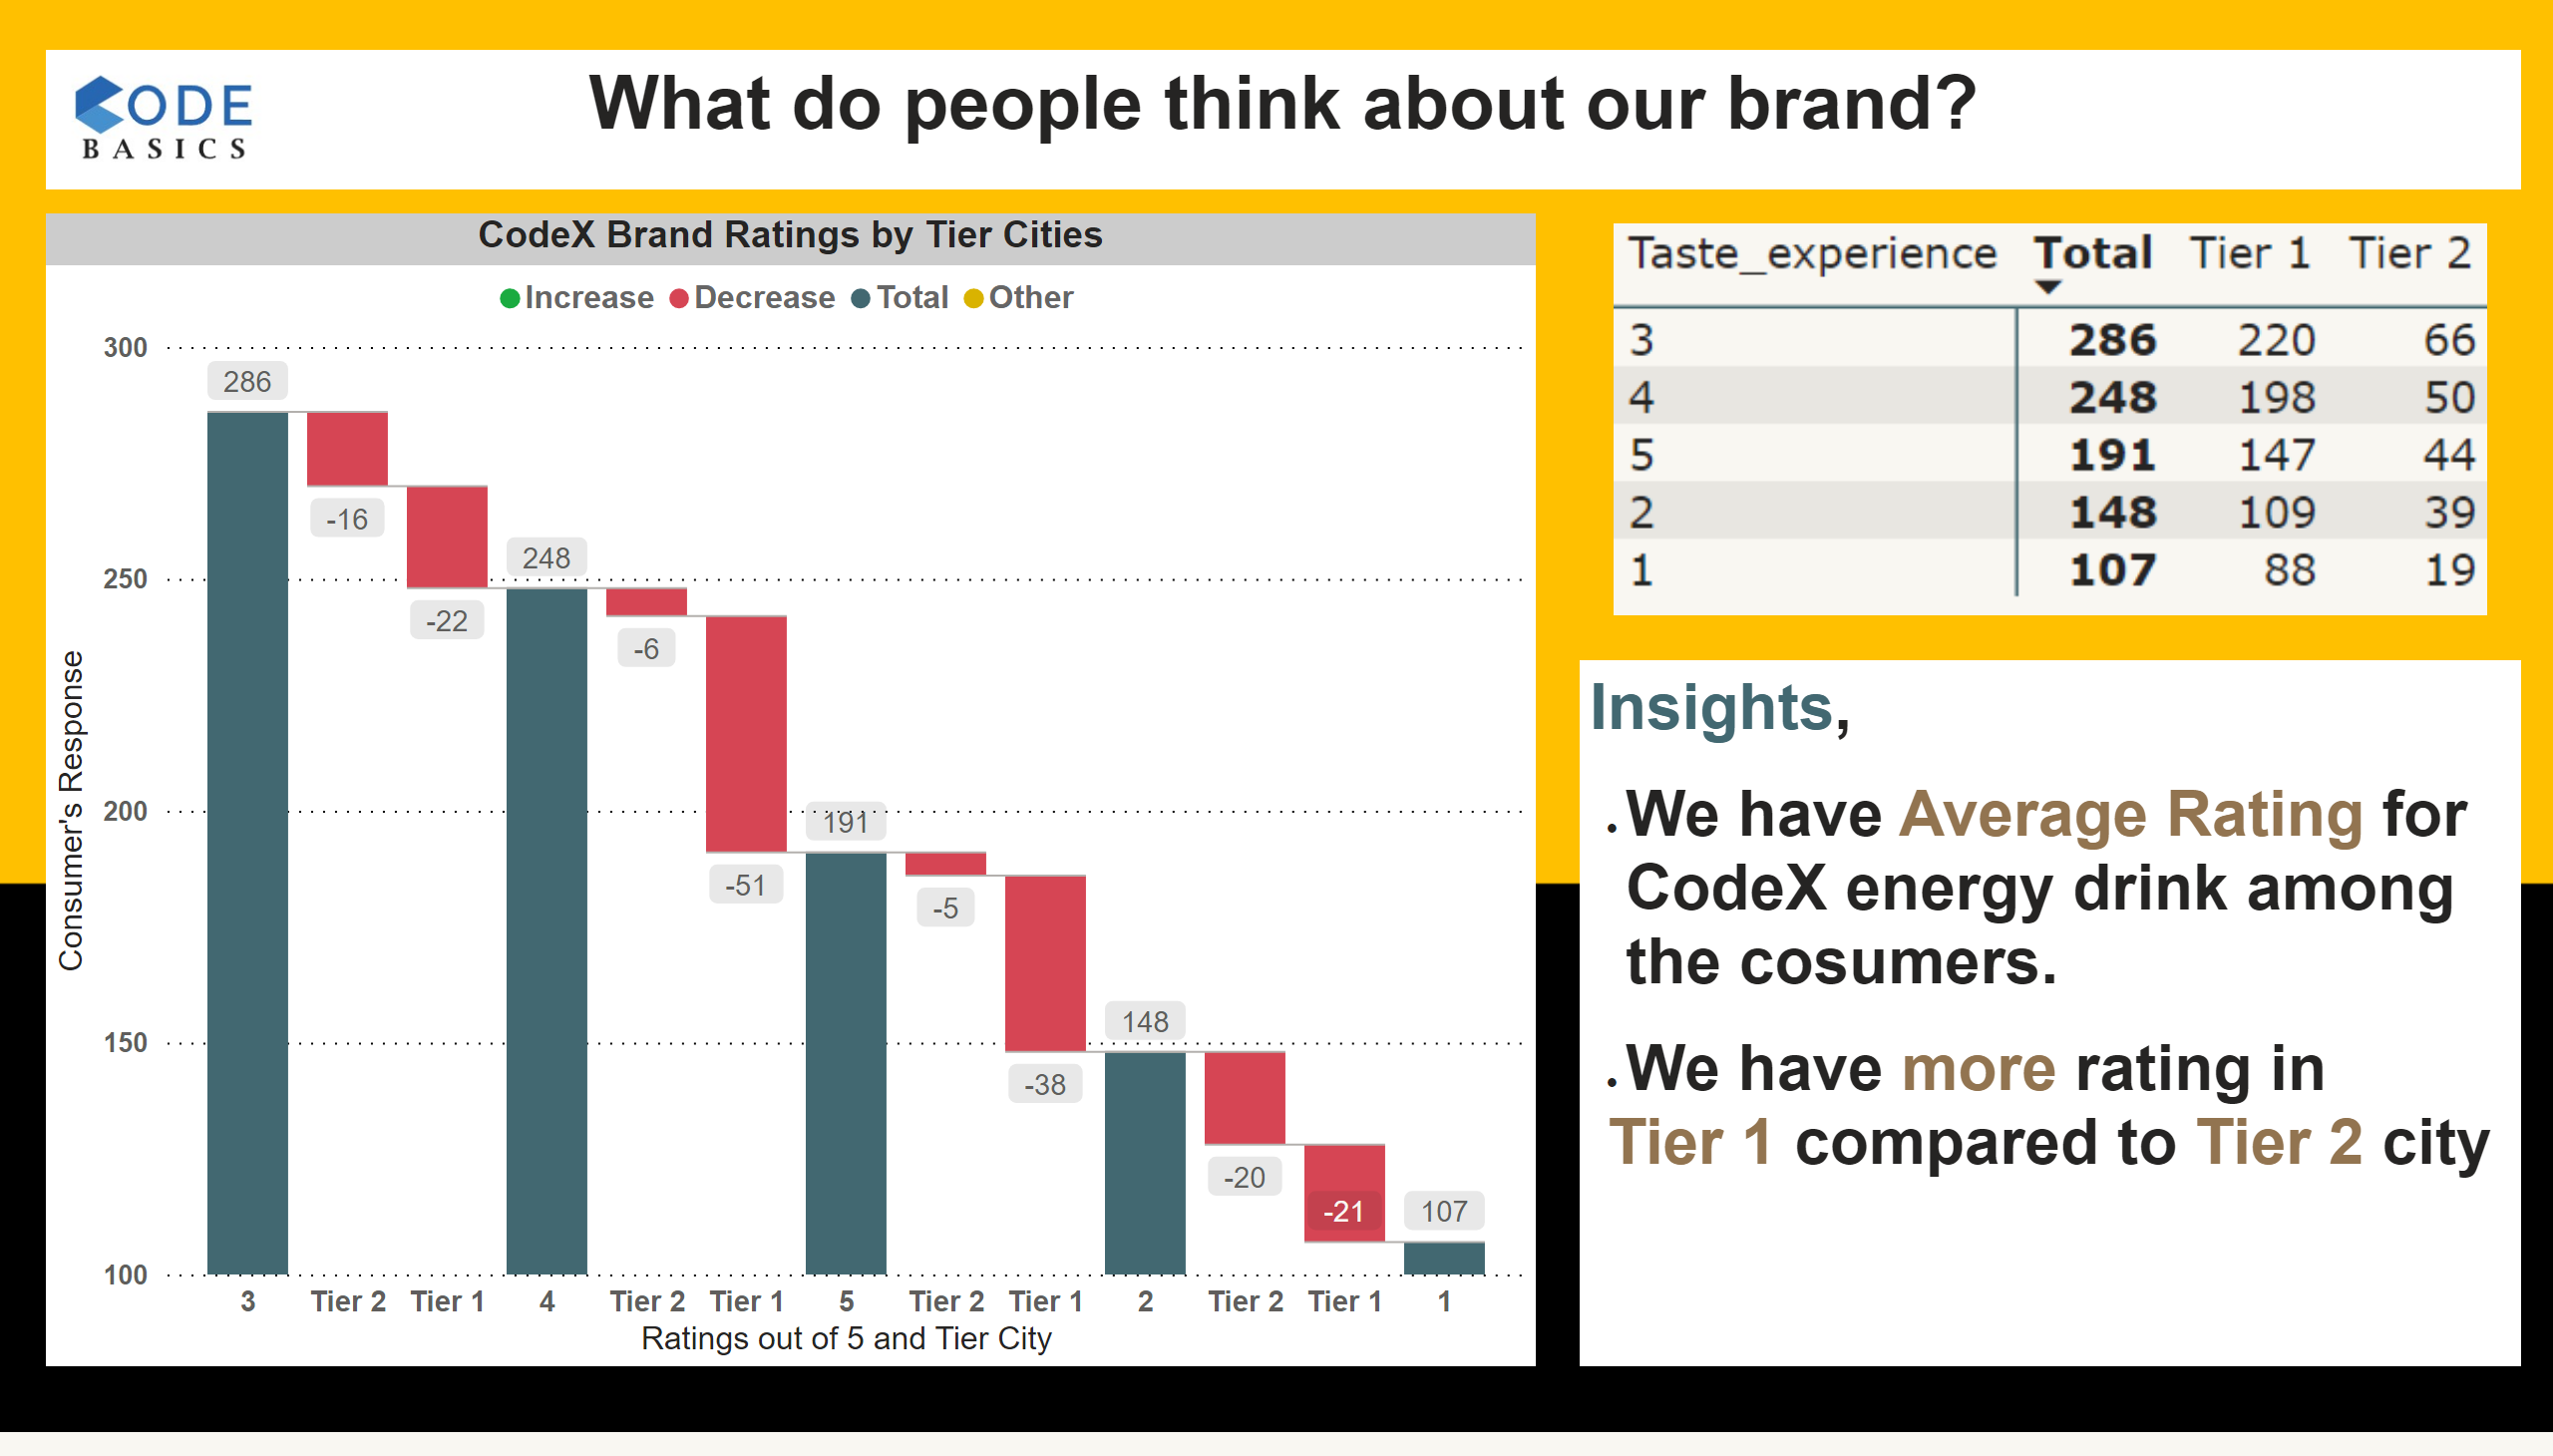 CODE
BASICS
What do people think about our brand?
CodeX Brand Ratings by Tier Cities
Increase Decrease Total Other
Consumer's Response
300
250
200
150
100
286
-16
-22
248
-6
-51
191
-5
-38
148
-20
-21
107
3 Tier 2 Tier 1 4 Tier 2 Tier 1 5 Tier 2 Tier 1 2 Tier 2 Tier 1 1
Ratings out of 5 and Tier City
Taste_experience Total Tier 1 Tier 2
3 286 220 66
4 248 198 50
5 191 147 44
2 148 109 39
1 107 88 19
Insights,
.We have Average Rating for
CodeX energy drink among
the cosumers.
.We have more rating in
Tier 1 compared to Tier 2 city